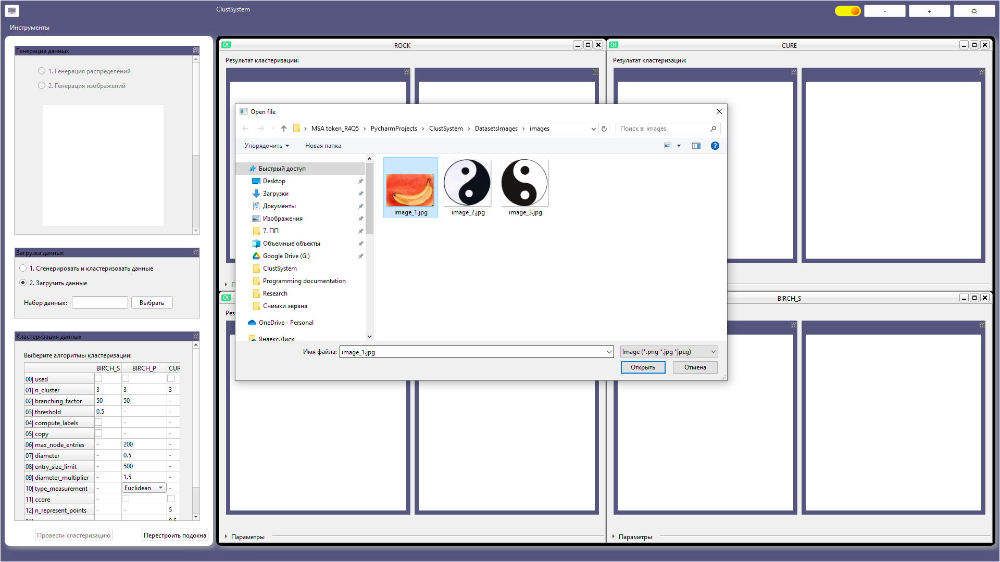 ClustSystem
-
+
Инструменты
Генерация данных
1. Генерация распределений
2. Генерация изображений
Загрузка данных
1. Сгенерировать и кластеризовать данные
2. Загрузить данные
Набор данных:
Выбрать
Кластеризация данных
Выберите алгоритмы кластеризации:
BIRCH_S BIRCH_P CUR
00| used
01| n_cluster 3 3 3
02| branching_factor 50 50 -
03| threshold 0.5 - -
04| compute_labels - -
05| copy - -
06| max_node_entries - 200 -
07| diameter - 0.5 -
08| entry_size_limit - 500 -
09| diameter_multiplier - 1.5 -
10| type_measurement - Euclidean -
11| ccore -
12| n_represent_points - - 5
Провести кластеризацию
Перестроить подокна
Qt ROCK
Результат кластеризации:
Qt CURE
Результат кластеризации:
Open file
MSA token_R4Q5 › PycharmProjects › ClustSystem › DatasetsImages › images
Поиск в: images
Упорядочить
Новая папка
?
Быстрый доступ
Desktop
Загрузки
Документы
Изображения
7. ПП
Объемные объекты
Google Drive (G:)
ClustSystem
Programming documentation
Research
Снимки экрана
OneDrive - Personal
Яндекс.Диск
image_1.jpg
image_2.jpg
image_3.jpg
Имя файла:
image_1.jpg
Image (*.png *.jpg *jpeg)
Открыть
Отмена
Qt
Рез
П
BIRCH_S
Параметры
Параметры